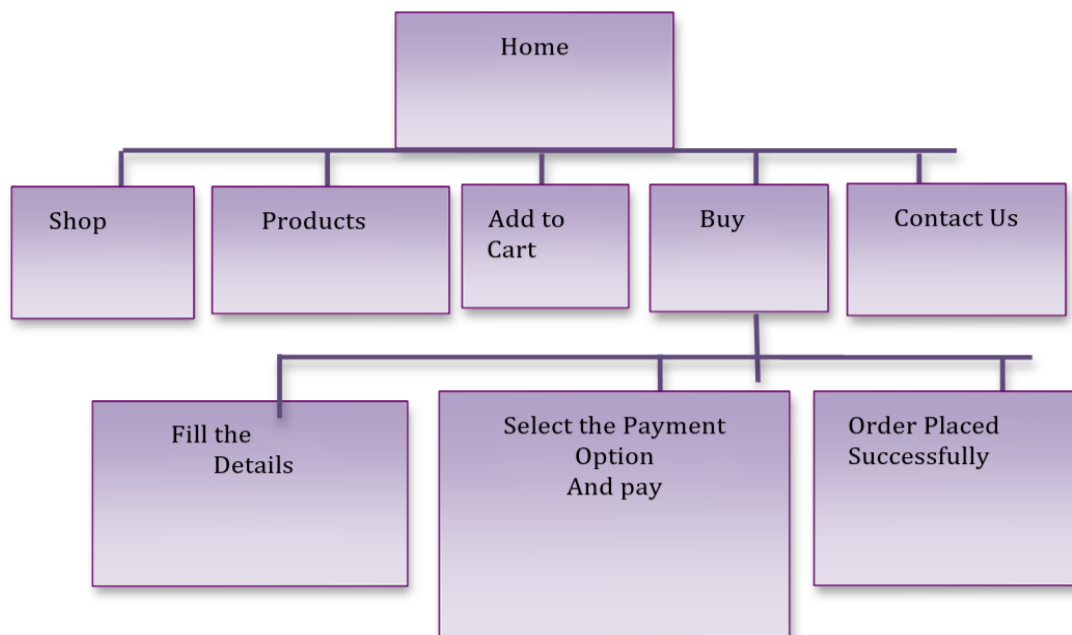 Home
Shop
Products
Add to
Cart
Buy
Contact Us
Fill the
Details
Select the Payment
Option
And pay
Order Placed
Successfully